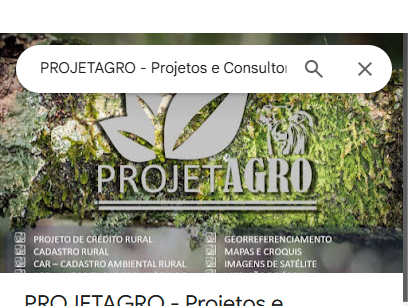 PROJETAGRO - Projetos e Consulto
PROJETAGRO
PROJETO DE CRÉDITO RURAL
CADASTRO RURAL
CAR – CADASTRO AMBIENTAL RURAL
GEORREFERENCIAMENTO
MAPAS E CROQUIS
IMAGENS DE SATÉLITE
PROJETAGRO - Projetos e